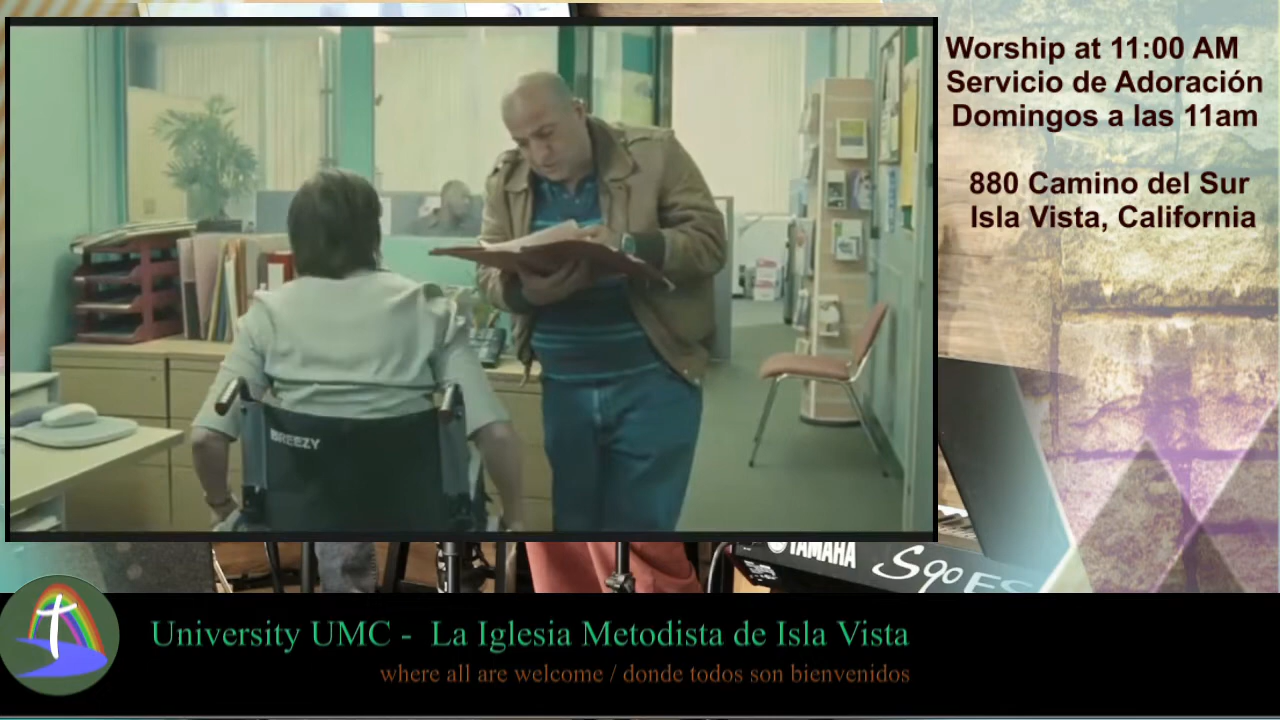 Worship at 11:00 AM
Servicio de Adoración
Domingos a las 11am
880 Camino del Sur
Isla Vista, California
BREEZY
YAMAHA
S90 ES
University UMC - La Iglesia Metodista de Isla Vista
where all are welcome / donde todos son bienvenidos